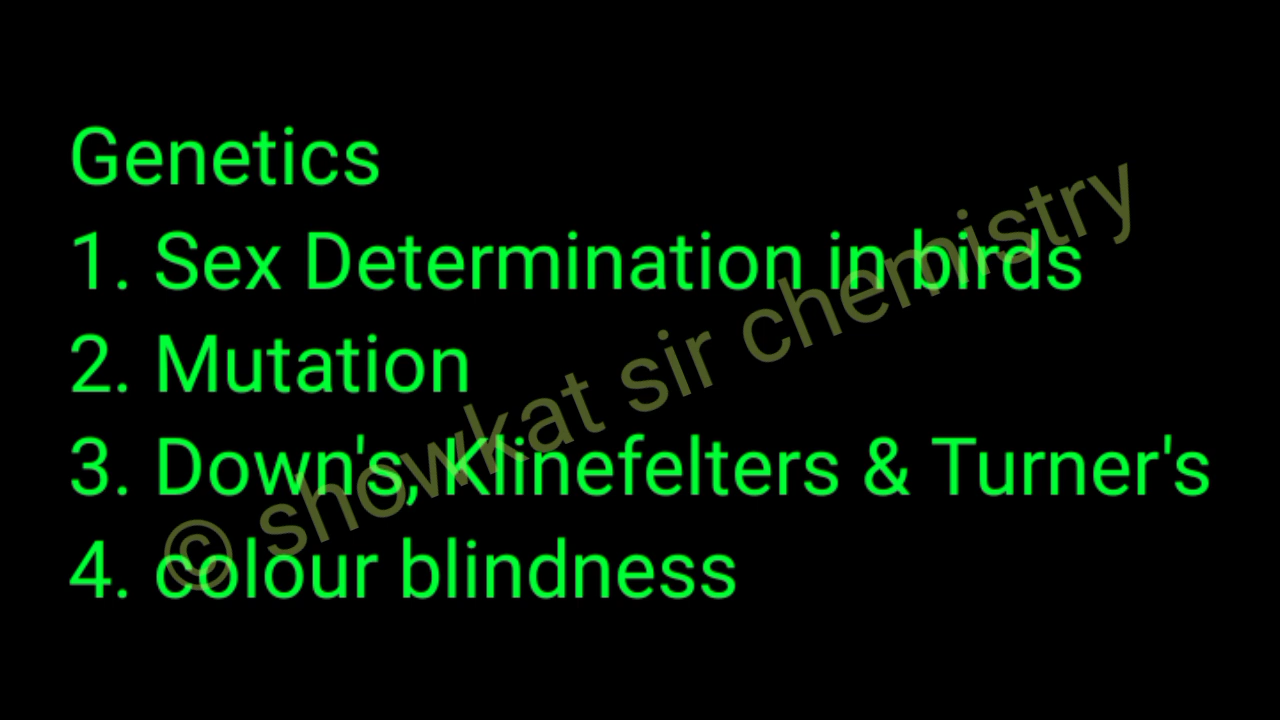 Genetics
1. Sex Determination in birds
2. Mutation
3. Down's, Klinefelters & Turner's
4. colour blindness
© showkat sir chemistry